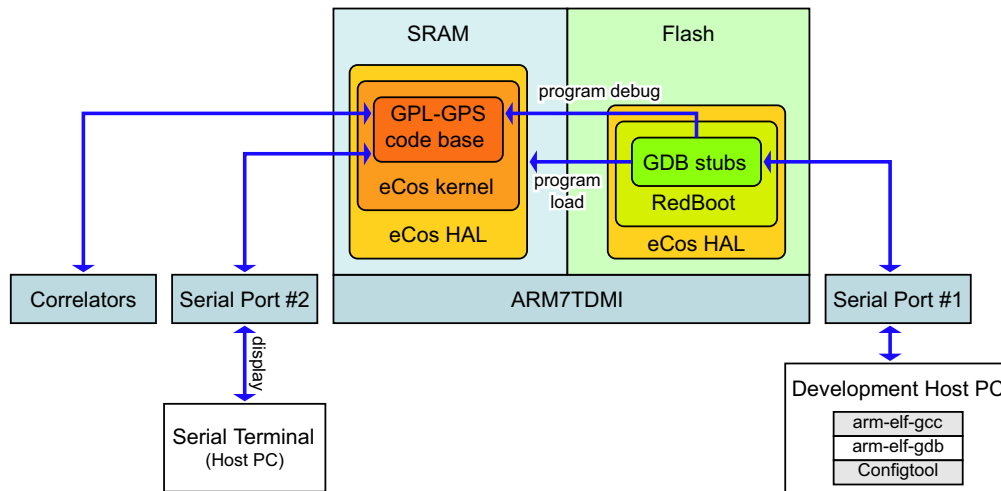 SRAM
Flash
program debug
GPL-GPS
code base
GDB stubs
eCos kernel
program
load
RedBoot
eCos HAL
eCos HAL
Correlators
Serial Port #2
ARM7TDMI
Serial Port #1
display
Development Host PC
arm-elf-gcc
arm-elf-gdb
Configtool
Serial Terminal
(Host PC)